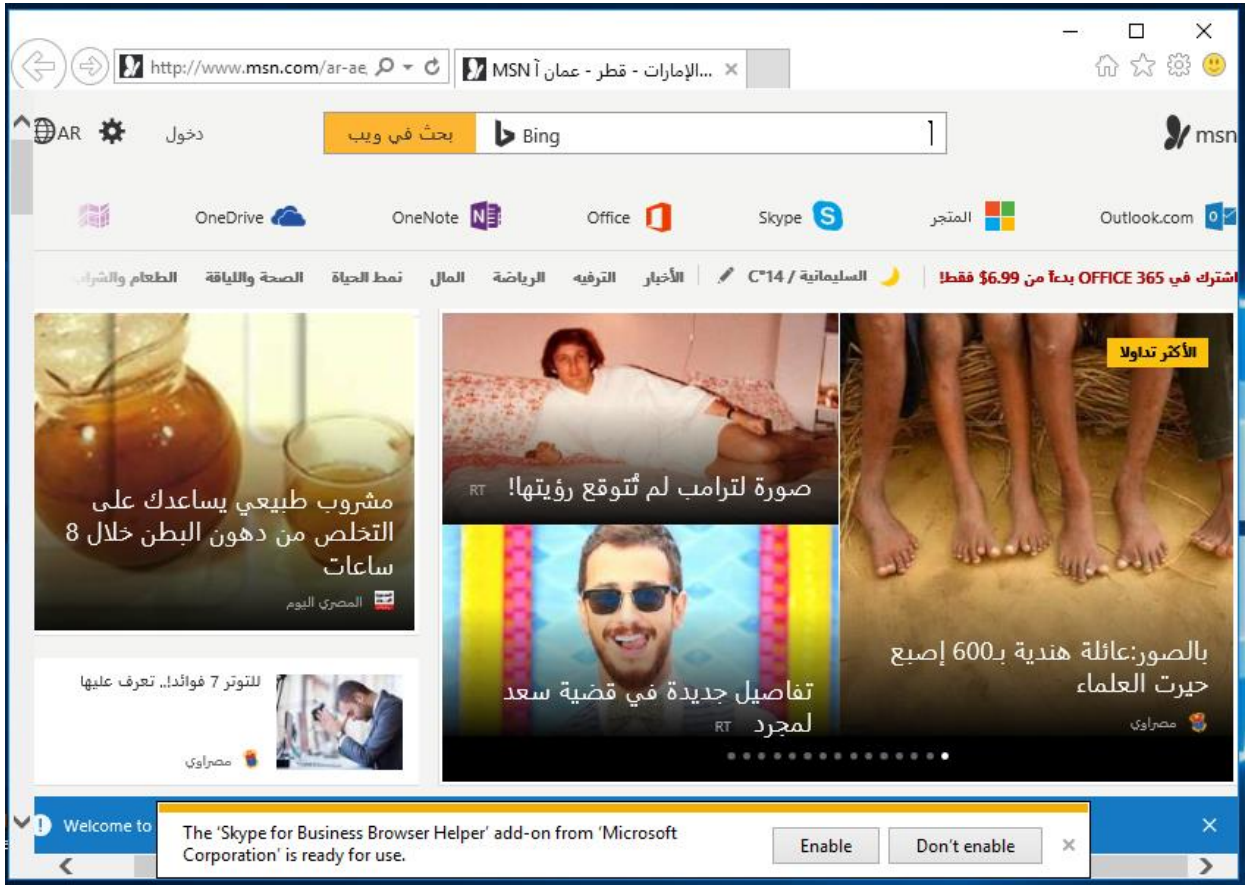 http://www.msn.com/ar-ae
MSN الإمارات - قطر - عمان آ...
msn
Bing
بحث في ويب
دخول
AR
Outlook.com
المتجر
Skype
Office
OneNote
OneDrive
اشترك في OFFICE 365 بدءاً من 6.99$ فقط!
السليمانية / 14°C
الأخبار
الترفيه
الرياضة
المال
نمط الحياة
الصحة واللياقة
الطعام والشراب
الأكثر تداولا
بالصور:عائلة هندية بـ600 إصبع
حيرت العلماء
مصراوي
صورة لترامب لم تُتوقع رؤيتها! RT
تفاصيل جديدة في قضية سعد
لمجرد RT
مشروب طبيعي يساعدك على
التخلص من دهون البطن خلال 8
ساعات
المصري اليوم
للتوتر 7 فوائد!.. تعرف عليها
مصراوي
Welcome to
The 'Skype for Business Browser Helper' add-on from 'Microsoft
Corporation' is ready for use.
Enable
Don't enable